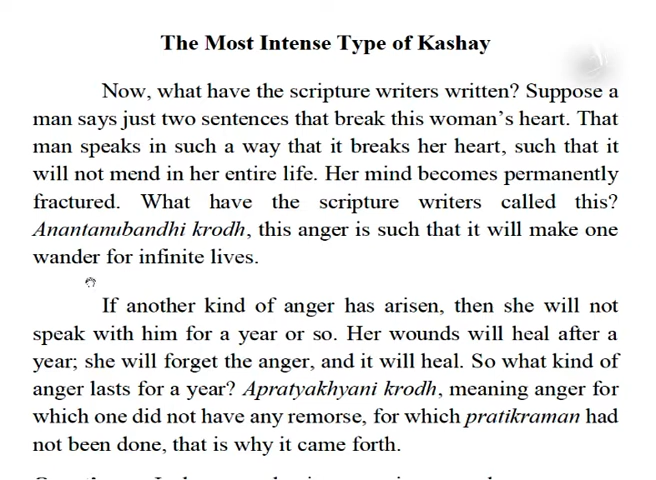 The Most Intense Type of Kashay
Now, what have the scripture writers written? Suppose a
man says just two sentences that break this woman's heart. That
man speaks in such a way that it breaks her heart, such that it
will not mend in her entire life. Her mind becomes permanently
fractured. What have the scripture writers called this?
Anantanubandhi krodh, this anger is such that it will make one
wander for infinite lives.
If another kind of anger has arisen, then she will not
speak with him for a year or so. Her wounds will heal after a
year; she will forget the anger, and it will heal. So what kind of
anger lasts for a year? Apratyakhyani krodh, meaning anger for
which one did not have any remorse, for which pratikraman had
not been done, that is why it came forth.